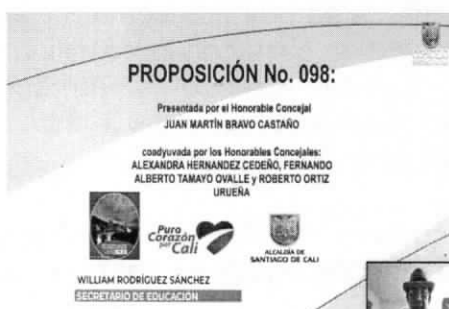 PROPOSICIÓN No. 098:
Presentada por el Honorable Concejal
JUAN MARTÍN BRAVO CASTAÑO
coadyuvada por los Honorables Concejales:
ALEXANDRA HERNANDEZ CEDEÑO, FERNANDO
ALBERTO TAMAYO OVALLE y ROBERTO ORTIZ
URUEÑA
Puro
Corazón
por Cali
ALCALDÍA DE
SANTIAGO DE CALI
WILLIAM RODRÍGUEZ SÁNCHEZ
SECRETARIO DE EDUCACIÓN